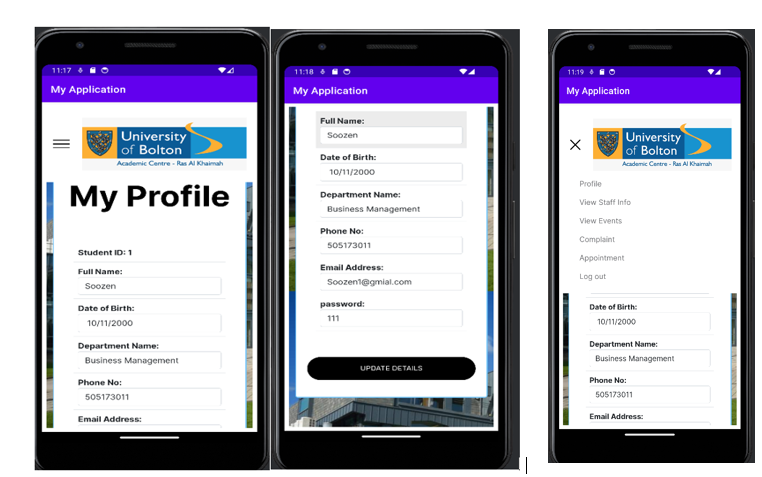 11:17
My Application
University
of Bolton
Academic Centre - Ras Al Khaimah
My Profile
Student ID: 1
Full Name:
Soozen
Date of Birth:
10/11/2000
Department Name:
Business Management
Phone No:
505173011
Email Address:
11:18
My Application
Full Name:
Soozen
Date of Birth:
10/11/2000
Department Name:
Business Management
Phone No:
505173011
Email Address:
Soozen1@gmial.com
password:
111
UPDATE DETAILS
11:19
My Application
University
of Bolton
Academic Centre - Ras Al Khaimah
Profile
View Staff Info
View Events
Complaint
Appointment
Log out
Date of Birth:
10/11/2000
Department Name:
Business Management
Phone No:
505173011
Email Address: